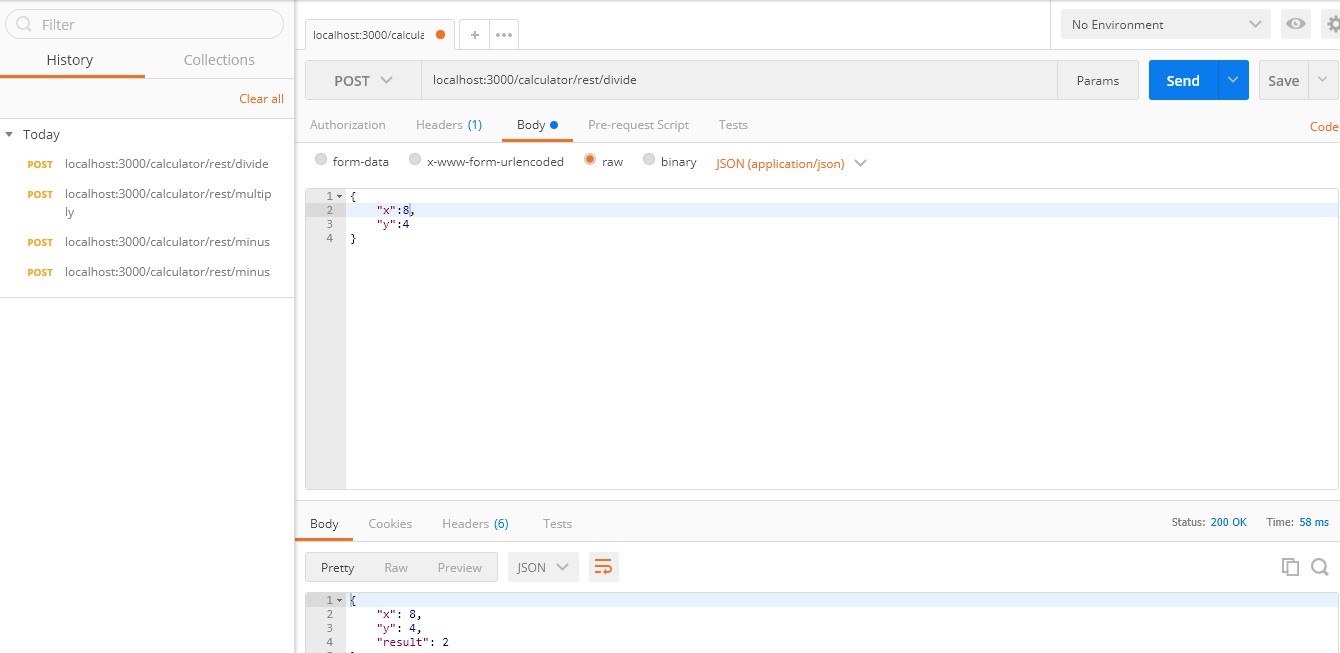 Filter
History Collections
Clear all
Today
POST localhost:3000/calculator/rest/divide
POST localhost:3000/calculator/rest/multip
ly
POST localhost:3000/calculator/rest/minus
POST localhost:3000/calculator/rest/minus
localhost:3000/calcula
No Environment
POST localhost:3000/calculator/rest/divide Params Send Save
Authorization Headers (1) Body Pre-request Script Tests Code
form-data x-www-form-urlencoded raw binary JSON (application/json)
1 {
2 "x":8,
3 "y":4
4 }
Body Cookies Headers (6) Tests Status: 200 OK Time: 58 ms
Pretty Raw Preview JSON
1 {
2 "x": 8,
3 "y": 4,
4 "result": 2